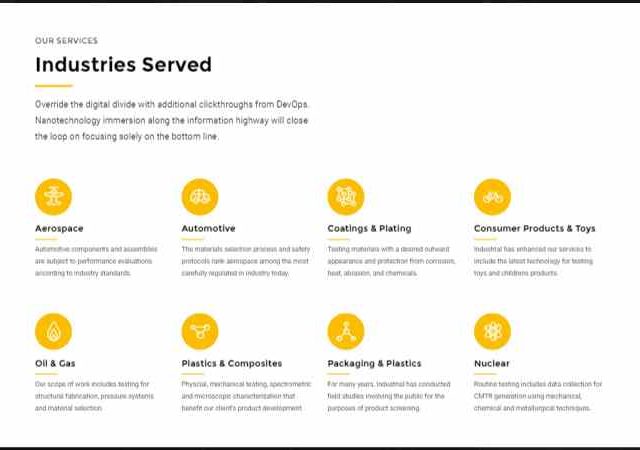 OUR SERVICES
Industries Served
Override the digital divide with additional clickthroughs from DevOps.
Nanotechnology immersion along the information highway will close
the loop on focusing solely on the bottom line.
Aerospace
Automotive components and assemblies
are subject to performance evaluations
according to industry standards.
Automotive
The materials selection process and safety
protocols rank aerospace among the most
carefully regulated in industry today.
Coatings & Plating
Testing materials with a desired outward
appearance and protection from corrosion,
heat, abrasion, and chemicals.
Consumer Products & Toys
Industrial has enhanced our services to
include the latest technology for testing
toys and childrens products.
Oil & Gas
Our scope of work includes testing for
structural fabrication, pressure systems
and material selection.
Plastics & Composites
Physcial, mechanical testing, spectrometric
and microscopic characterization that
benefit our client's product development.
Packaging & Plastics
For many years, Industrial has conducted
field studies involving the public for the
purposes of product screening.
Nuclear
Routine testing includes data collection for
CMTR generation using mechanical,
chemical and metallurgical techniques.